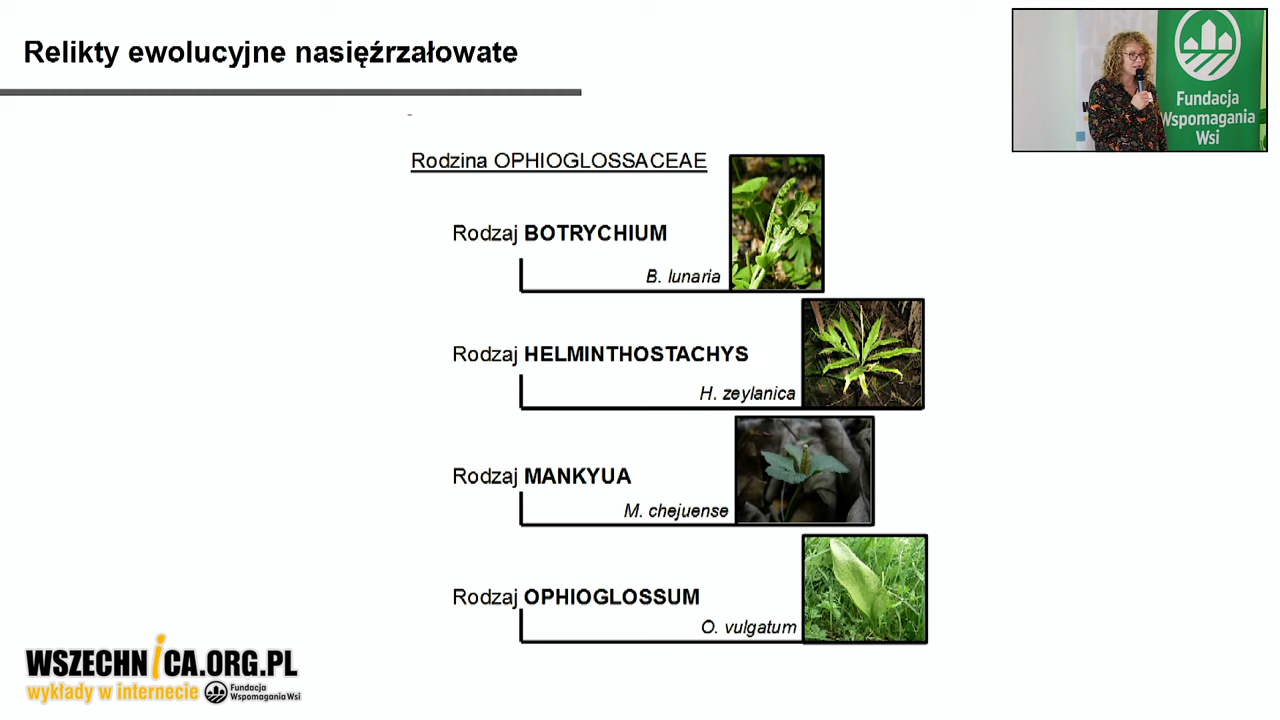 Relikty ewolucyjne nasięźrzałowate
Fundacja
Wspomagania
Wsi
Rodzina OPHIOGLOSSACEAE
Rodzaj BOTRYCHIUM
B. lunaria
Rodzaj HELMINTHOSTACHYS
H. zeylanica
Rodzaj MANKYUA
M. chejuense
Rodzaj OPHIOGLOSSUM
O. vulgatum
WSZECHNiCA.ORG.PL
wykłady w internecie
Fundacja
Wspomagania Wsi